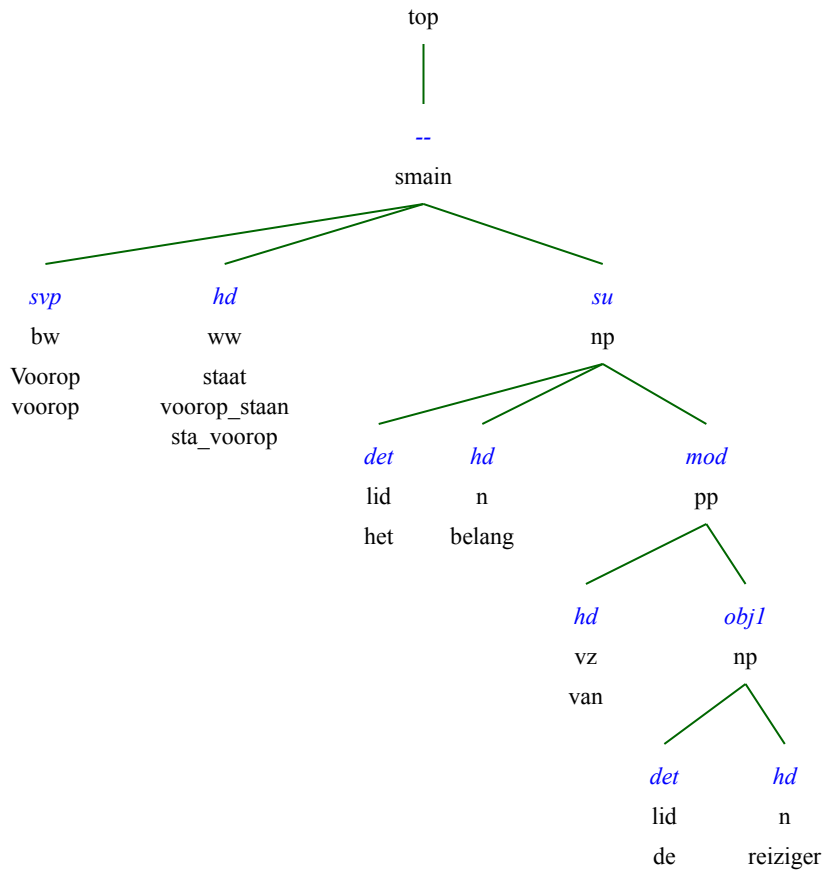 top
--
smain
svp hd su
bw ww np
Voorop staat
voorop voorop_staan
sta_voorop
det hd mod
lid n pp
het belang
hd obj1
vz np
van
det hd
lid n
de reiziger